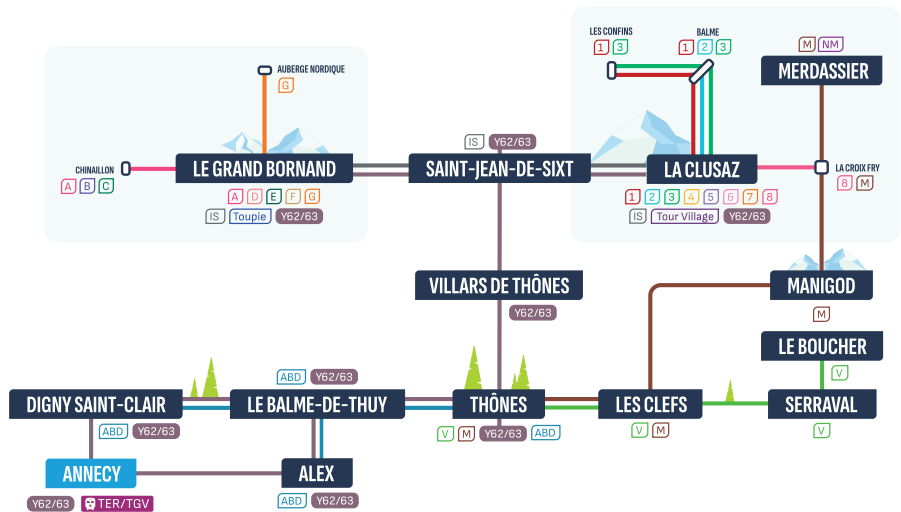 LES CONFINS
1 3
BALME
1 2 3
M NM
MERDASSIER
AUBERGE NORDIQUE
G
IS Y62/63
CHINAILLON
A B C
LE GRAND BORNAND
SAINT-JEAN-DE-SIXT
LA CLUSAZ
LA CROIX FRY
8 M
A D E F G
IS Toupie Y62/63
1 2 3 4 5 6 7 8
IS Tour Village Y62/63
VILLARS DE THÔNES
Y62/63
MANIGOD
M
LE BOUCHER
V
ABD Y62/63
DIGNY SAINT-CLAIR
LE BALME-DE-THUY
THÔNES
LES CLEFS
SERRAVAL
ABD Y62/63
V M Y62/63 ABD
V M
V
ANNECY
ALEX
Y62/63 TER/TGV
ABD Y62/63